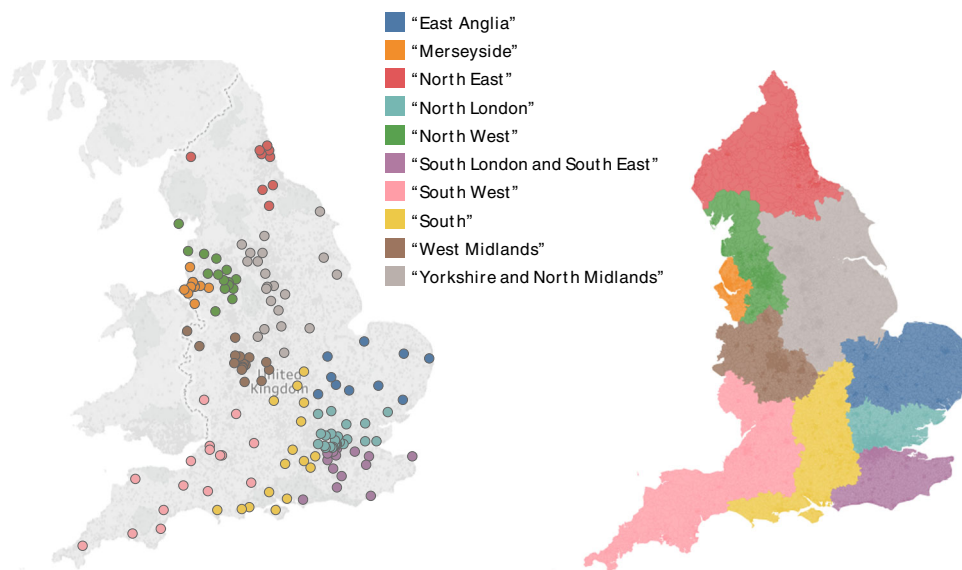 “East Anglia”
“Merseyside”
“North East”
“North London”
“North West”
“South London and South East”
“South West”
“South”
“West Midlands”
“Yorkshire and North Midlands”
United
Kingdom